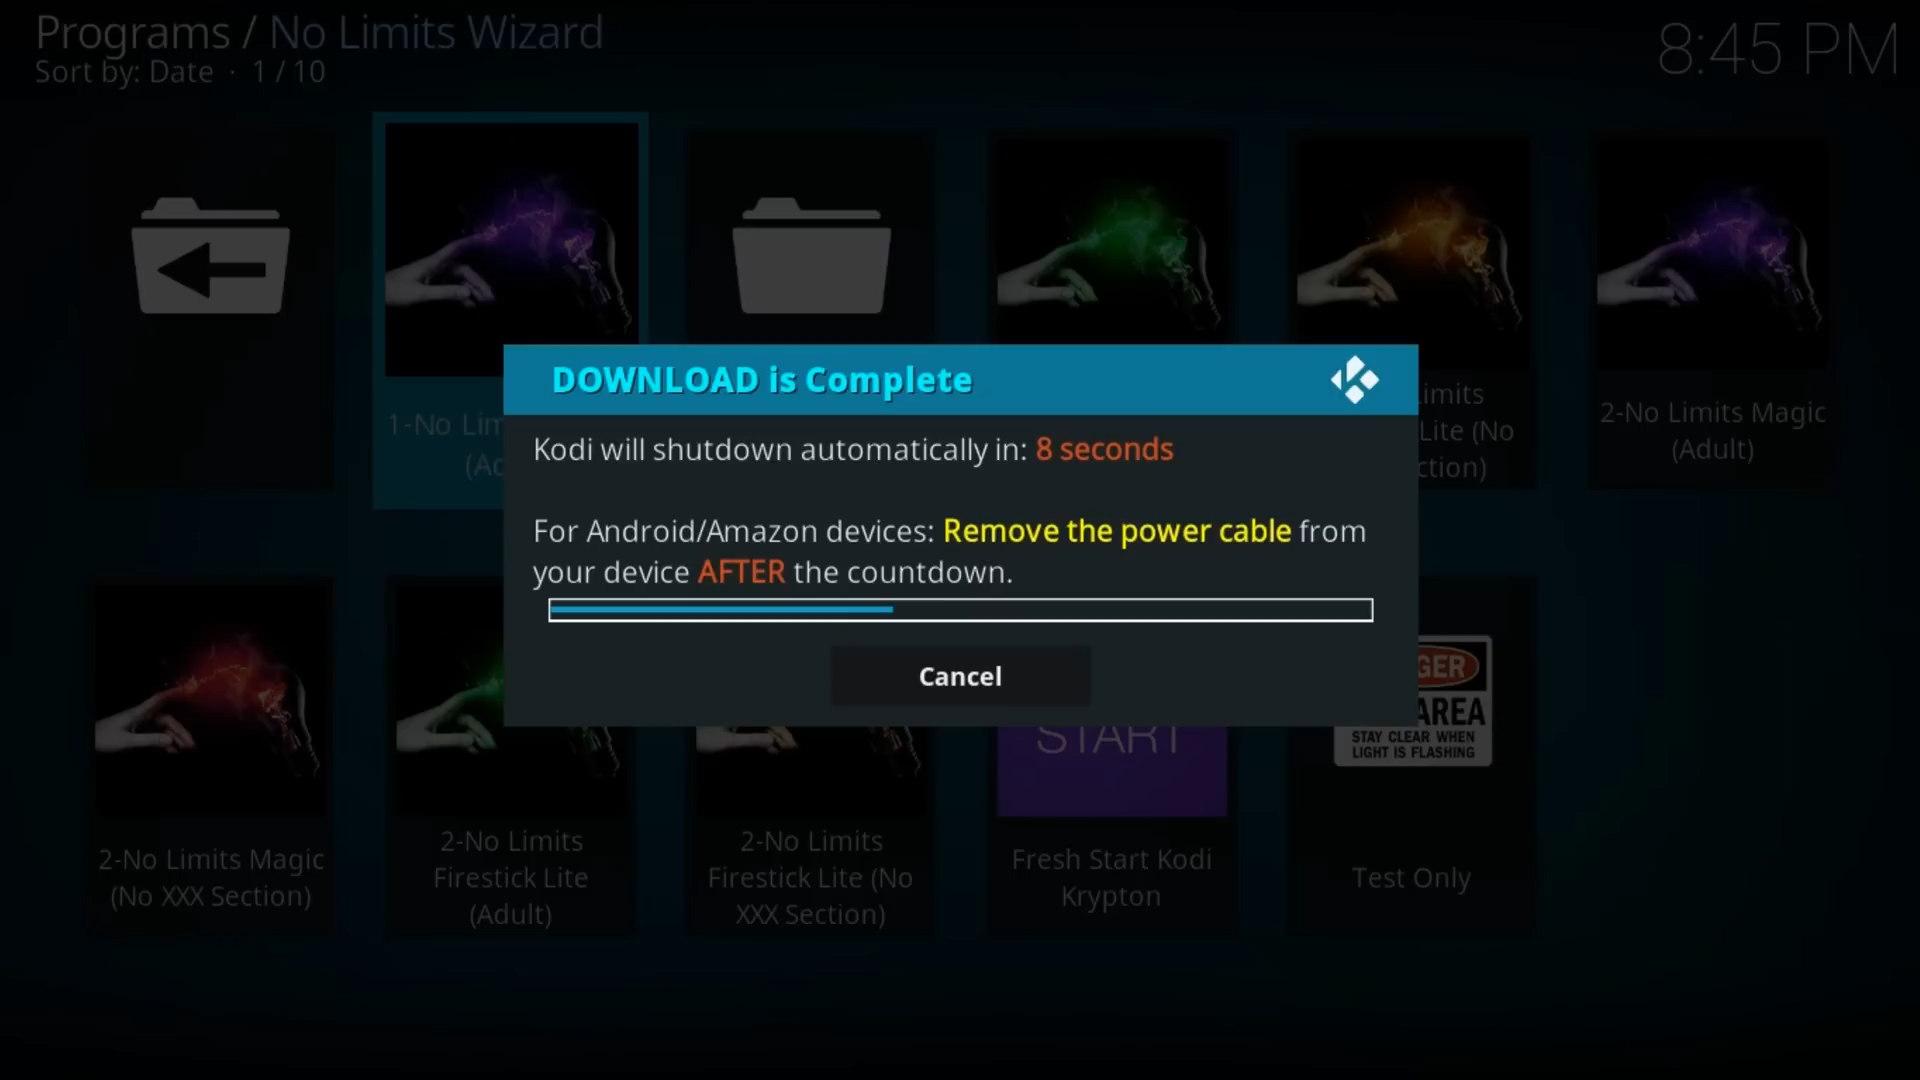 Programs / No Limits Wizard
8:45 PM
Sort by: Date · 1 / 10
DOWNLOAD is Complete
Kodi will shutdown automatically in: 8 seconds
For Android/Amazon devices: Remove the power cable from
your device AFTER the countdown.
Cancel
1-No Lim
(Ad
imits
Lite (No
ction)
2-No Limits Magic
(Adult)
2-No Limits Magic
(No XXX Section)
2-No Limits
Firestick Lite
(Adult)
2-No Limits
Firestick Lite (No
XXX Section)
START
Fresh Start Kodi
Krypton
GER
AREA
STAY CLEAR WHEN
LIGHT IS FLASHING
Test Only